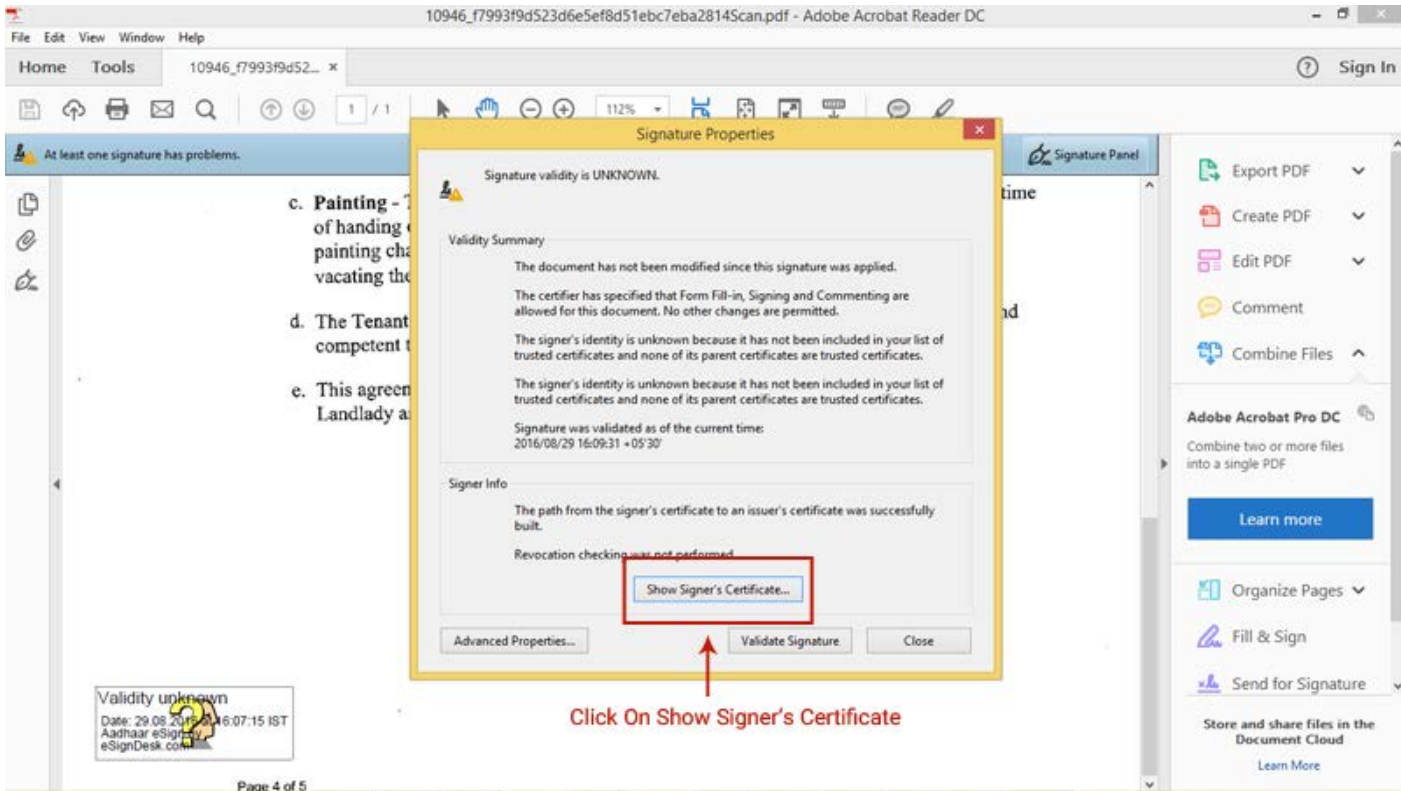 10946_f7993f9d523d6e5ef8d51ebc7eba2814Scan.pdf - Adobe Acrobat Reader DC
File Edit View Window Help
Home Tools 10946_f7993f9d52... × Sign In
1 / 1 112%
At least one signature has problems.
Signature Panel
c. Painting -
time
of handing
painting
vacating the
d. The Tenant
competent
e. This
Landlady
Signature Properties
Signature validity is UNKNOWN.
Validity Summary
The document has not been modified since this signature was applied.
The certifier has specified that Form Fill-in, Signing and Commenting are
allowed for this document. No other changes are permitted.
The signer's identity is unknown because it has not been included in your list of
trusted certificates and none of its parent certificates are trusted certificates.
The signer's identity is unknown because it has not been included in your list of
trusted certificates and none of its parent certificates are trusted certificates.
Signature was validated as of the current time:
2016/08/29 16:09:31 +05'30'
Signer Info
The path from the signer's certificate to an issuer's certificate was successfully
built.
Revocation checking was not performed
Show Signer's Certificate...
Advanced Properties... Validate Signature Close
Click On Show Signer's Certificate
Validity unknown
Date: 29.08.2016 16:07:15 IST
Aadhaar eSign by
eSignDesk.com
Page 4 of 5
Export PDF
Create PDF
Edit PDF
Comment
Combine Files
Adobe Acrobat Pro DC
Combine two or more files
into a single PDF
Learn more
Organize Pages
Fill & Sign
Send for Signature
Store and share files in the
Document Cloud
Learn More